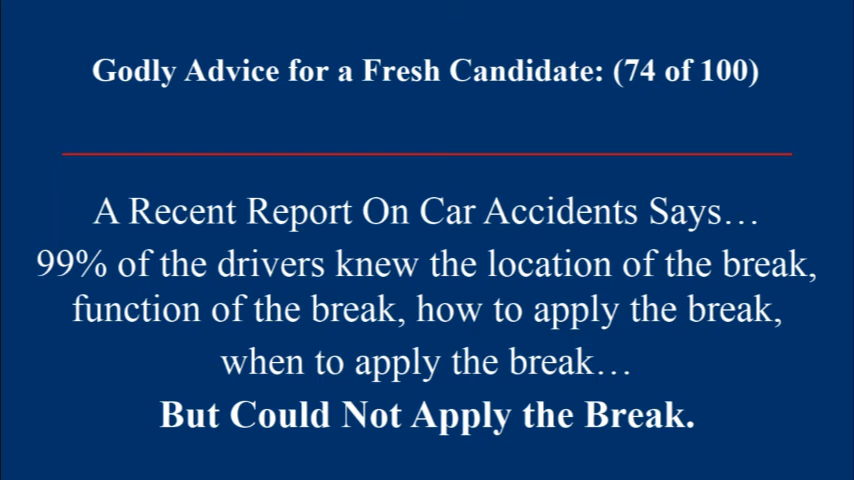 Godly Advice for a Fresh Candidate: (74 of 100)
A Recent Report On Car Accidents Says…
99% of the drivers knew the location of the break,
function of the break, how to apply the break,
when to apply the break…
But Could Not Apply the Break.